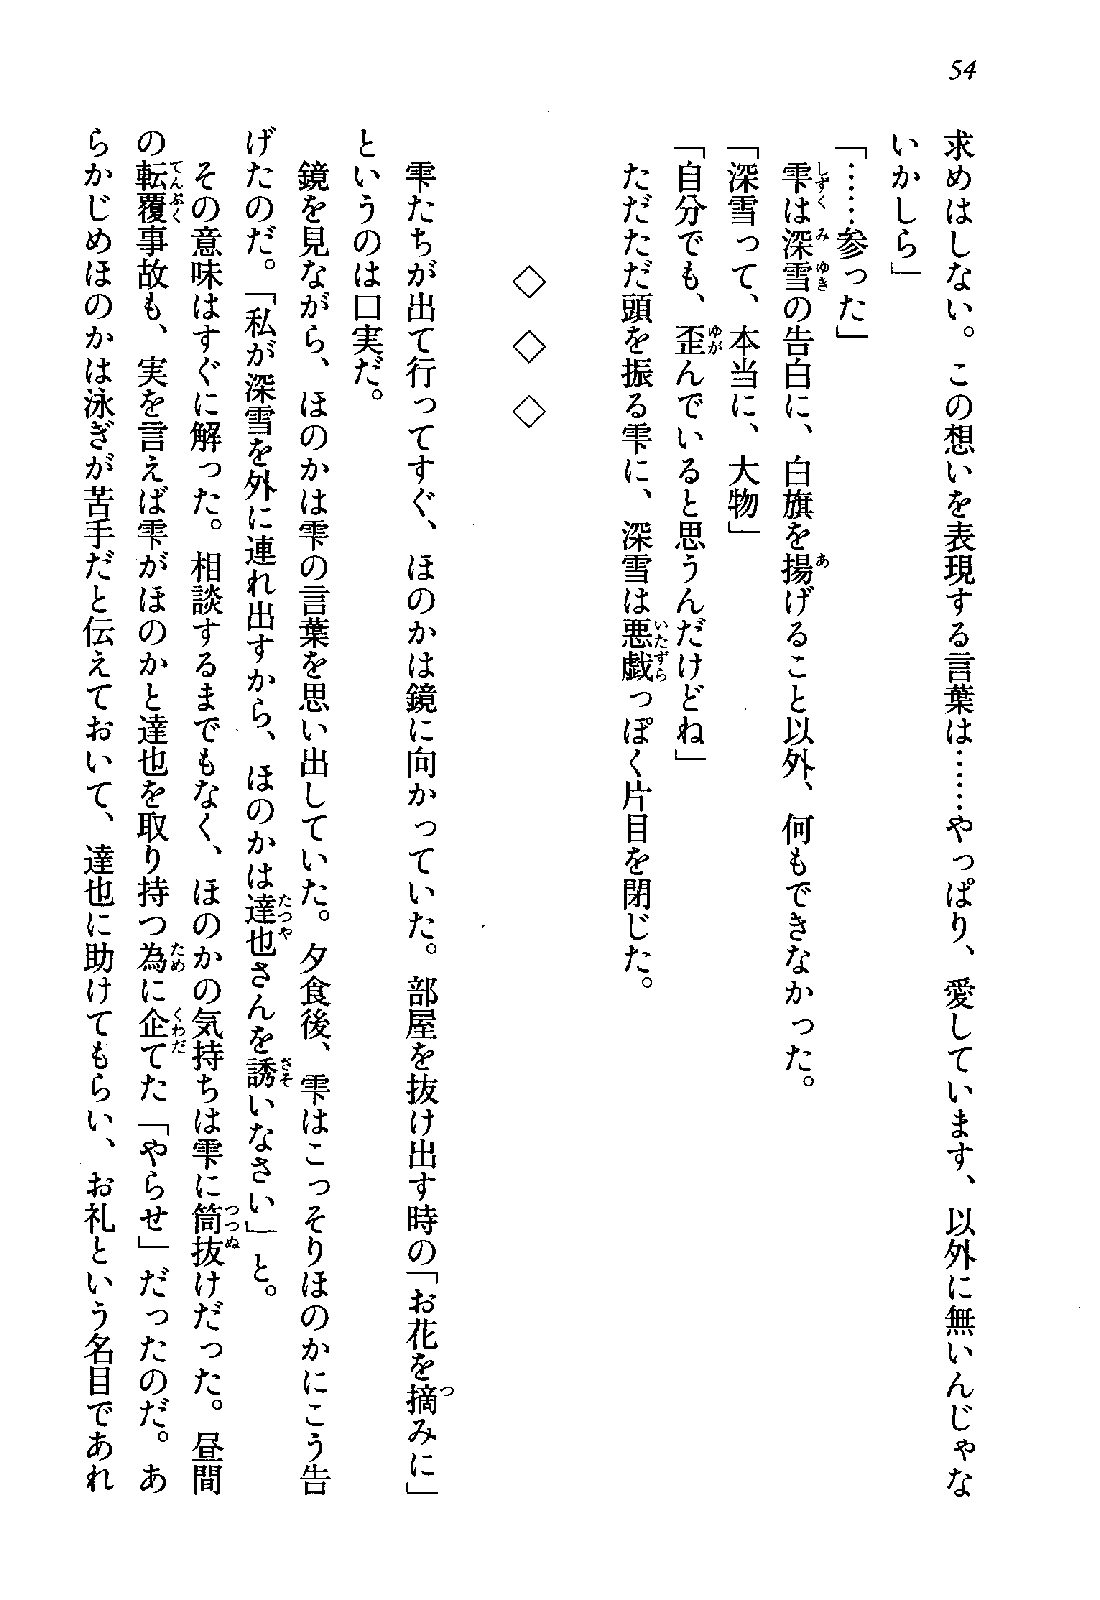 54
求めはしない。この想いを表現する言葉は……やっぱり、愛しています、以外に無いんじゃな
いかしら」
「……参った」
雫は深雪の告白に、白旗を揚げること以外、何もできなかった。
「深雪って、本当に、大物」
「自分でも、歪んでいると思うんだけどね」
ただただ頭を振る雫に、深雪は悪戯っぽく片目を閉じた。
◇　◇　◇
雫たちが出て行ってすぐ、ほのかは鏡に向かっていた。部屋を抜け出す時の「お花を摘みに」
というのは口実だ。
鏡を見ながら、ほのかは雫の言葉を思い出していた。夕食後、雫はこっそりほのかにこう告
げたのだ。「私が深雪を外に連れ出すから、ほのかは達也さんを誘いなさい」と。
その意味はすぐに解った。相談するまでもなく、ほのかの気持ちは雫に筒抜けだった。昼間
の転覆事故も、実を言えば雫がほのかと達也を取り持つ為に企てた「やらせ」だったのだ。あ
らかじめほのかは泳ぎが苦手だと伝えておいて、達也に助けてもらい、お礼という名目であれ